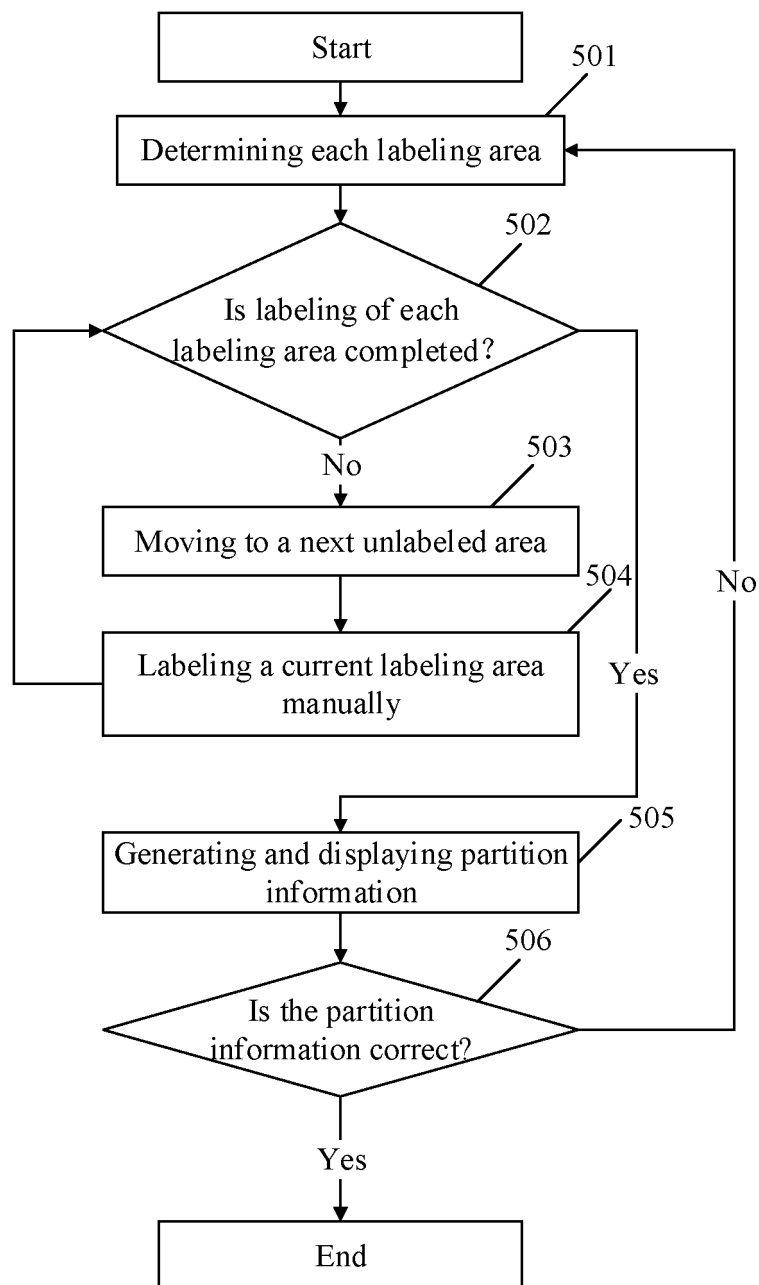 Start
501
Determining each labeling area
502
Is labeling of each
labeling area completed?
No
503
Moving to a next unlabeled area
504
No
Labeling a current labeling area
manually
Yes
505
Generating and displaying partition
information
506
Is the partition
information correct?
Yes
End